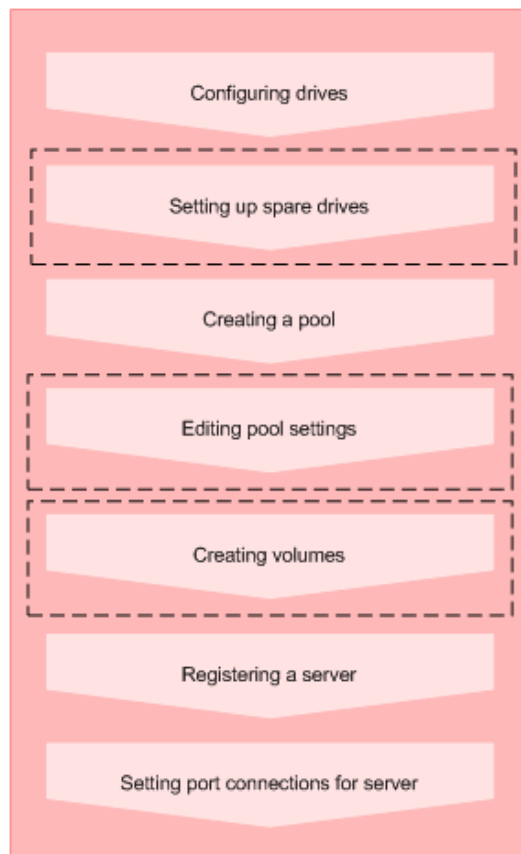 Configuring drives
Setting up spare drives
Creating a pool
Editing pool settings
Creating volumes
Registering a server
Setting port connections for server